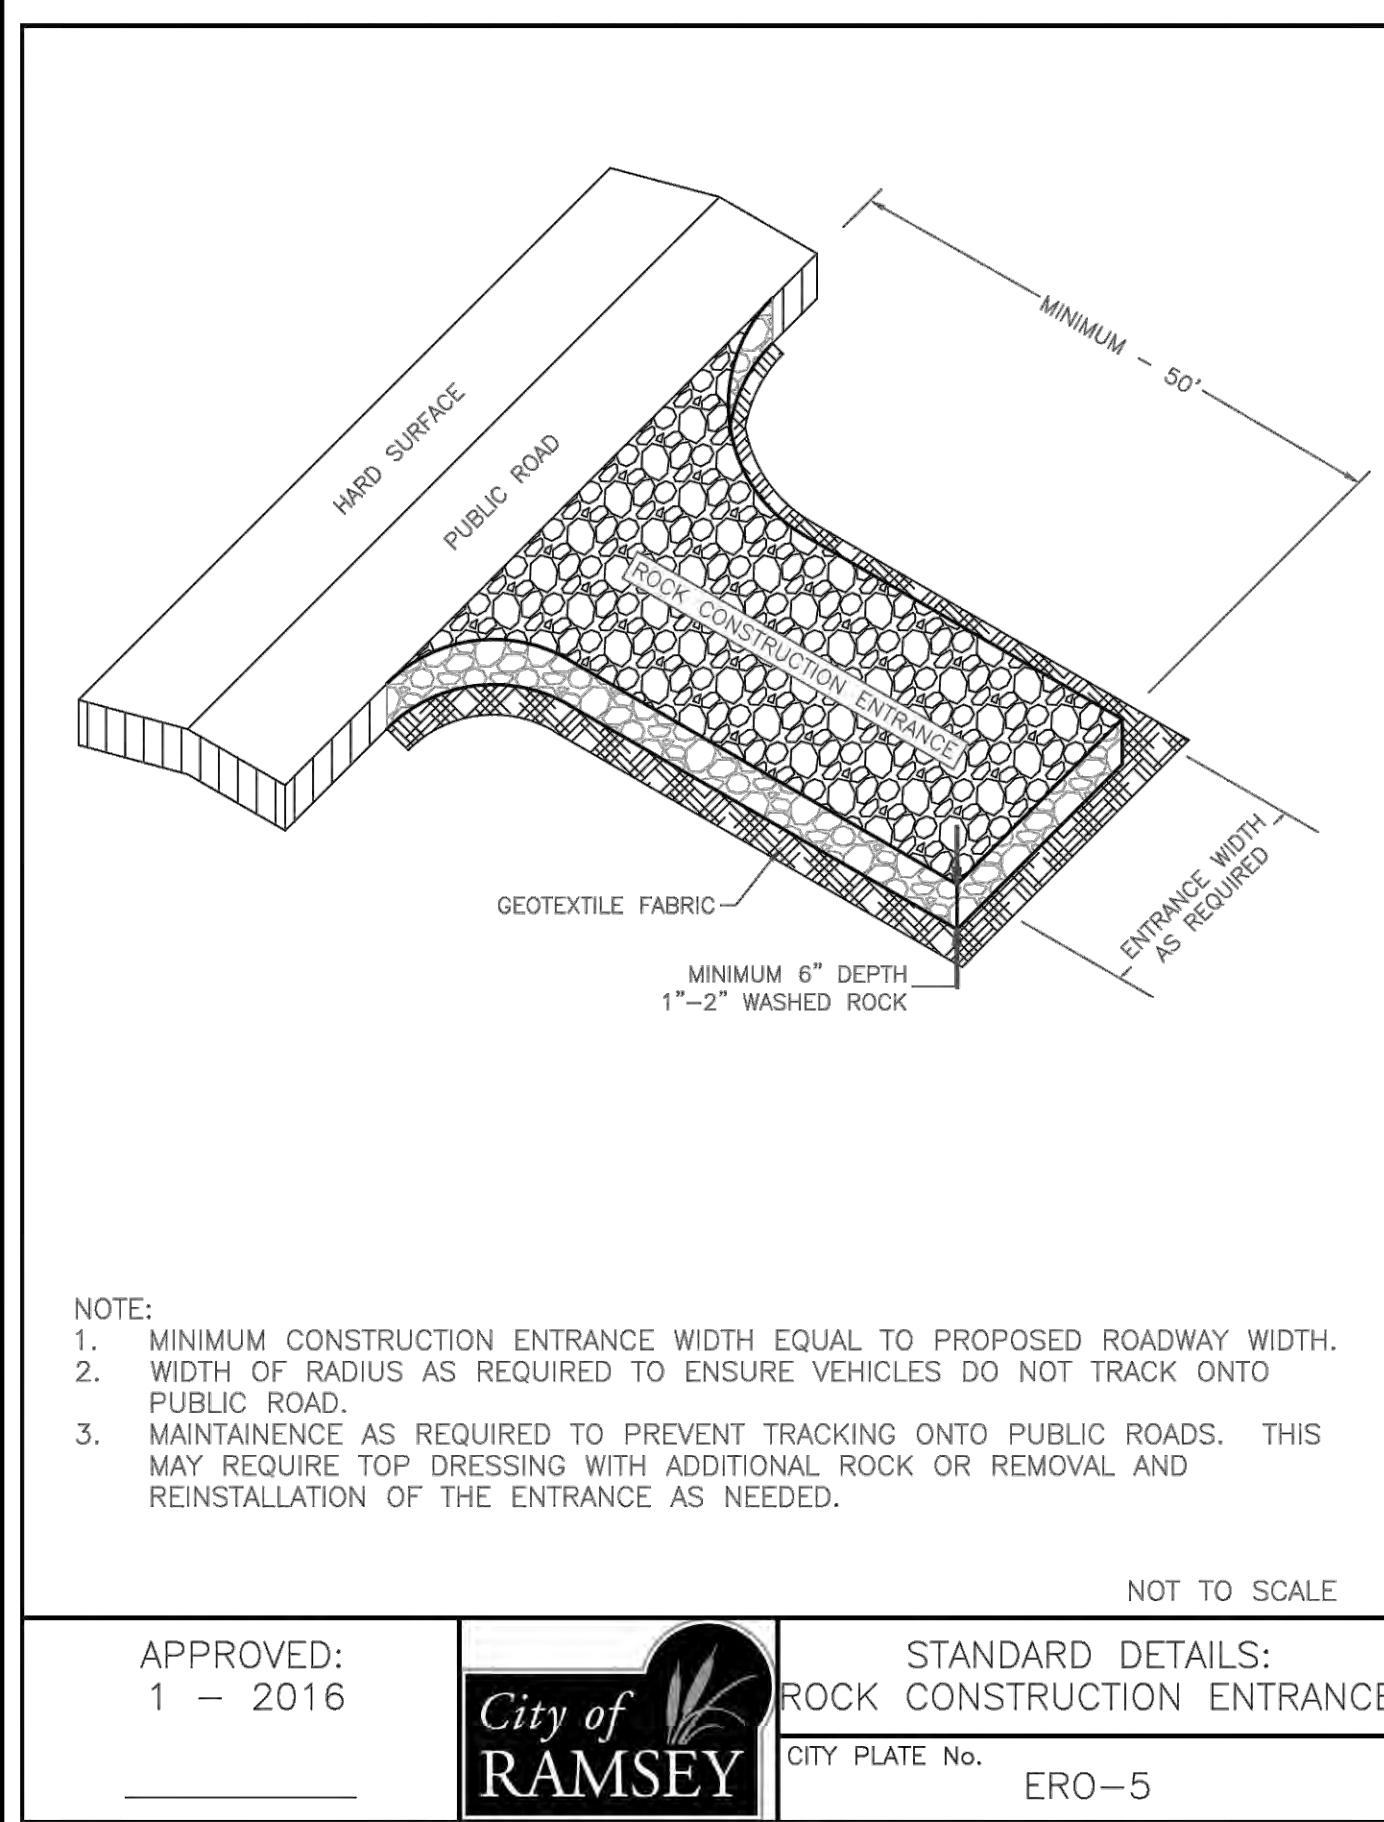 MINIMUM - 50'
HARD SURFACE
PUBLIC ROAD
ROCK CONSTRUCTION ENTRANCE
ENTRANCE WIDTH
AS REQUIRED
GEOTEXTILE FABRIC
MINIMUM 6" DEPTH
1"-2" WASHED ROCK
NOTE:
1. MINIMUM CONSTRUCTION ENTRANCE WIDTH EQUAL TO PROPOSED ROADWAY WIDTH.
2. WIDTH OF RADIUS AS REQUIRED TO ENSURE VEHICLES DO NOT TRACK ONTO
PUBLIC ROAD.
3. MAINTAINENCE AS REQUIRED TO PREVENT TRACKING ONTO PUBLIC ROADS. THIS
MAY REQUIRE TOP DRESSING WITH ADDITIONAL ROCK OR REMOVAL AND
REINSTALLATION OF THE ENTRANCE AS NEEDED.
NOT TO SCALE
APPROVED:
1 - 2016
City of
RAMSEY
STANDARD DETAILS:
ROCK CONSTRUCTION ENTRANCE
CITY PLATE No.
ERO-5